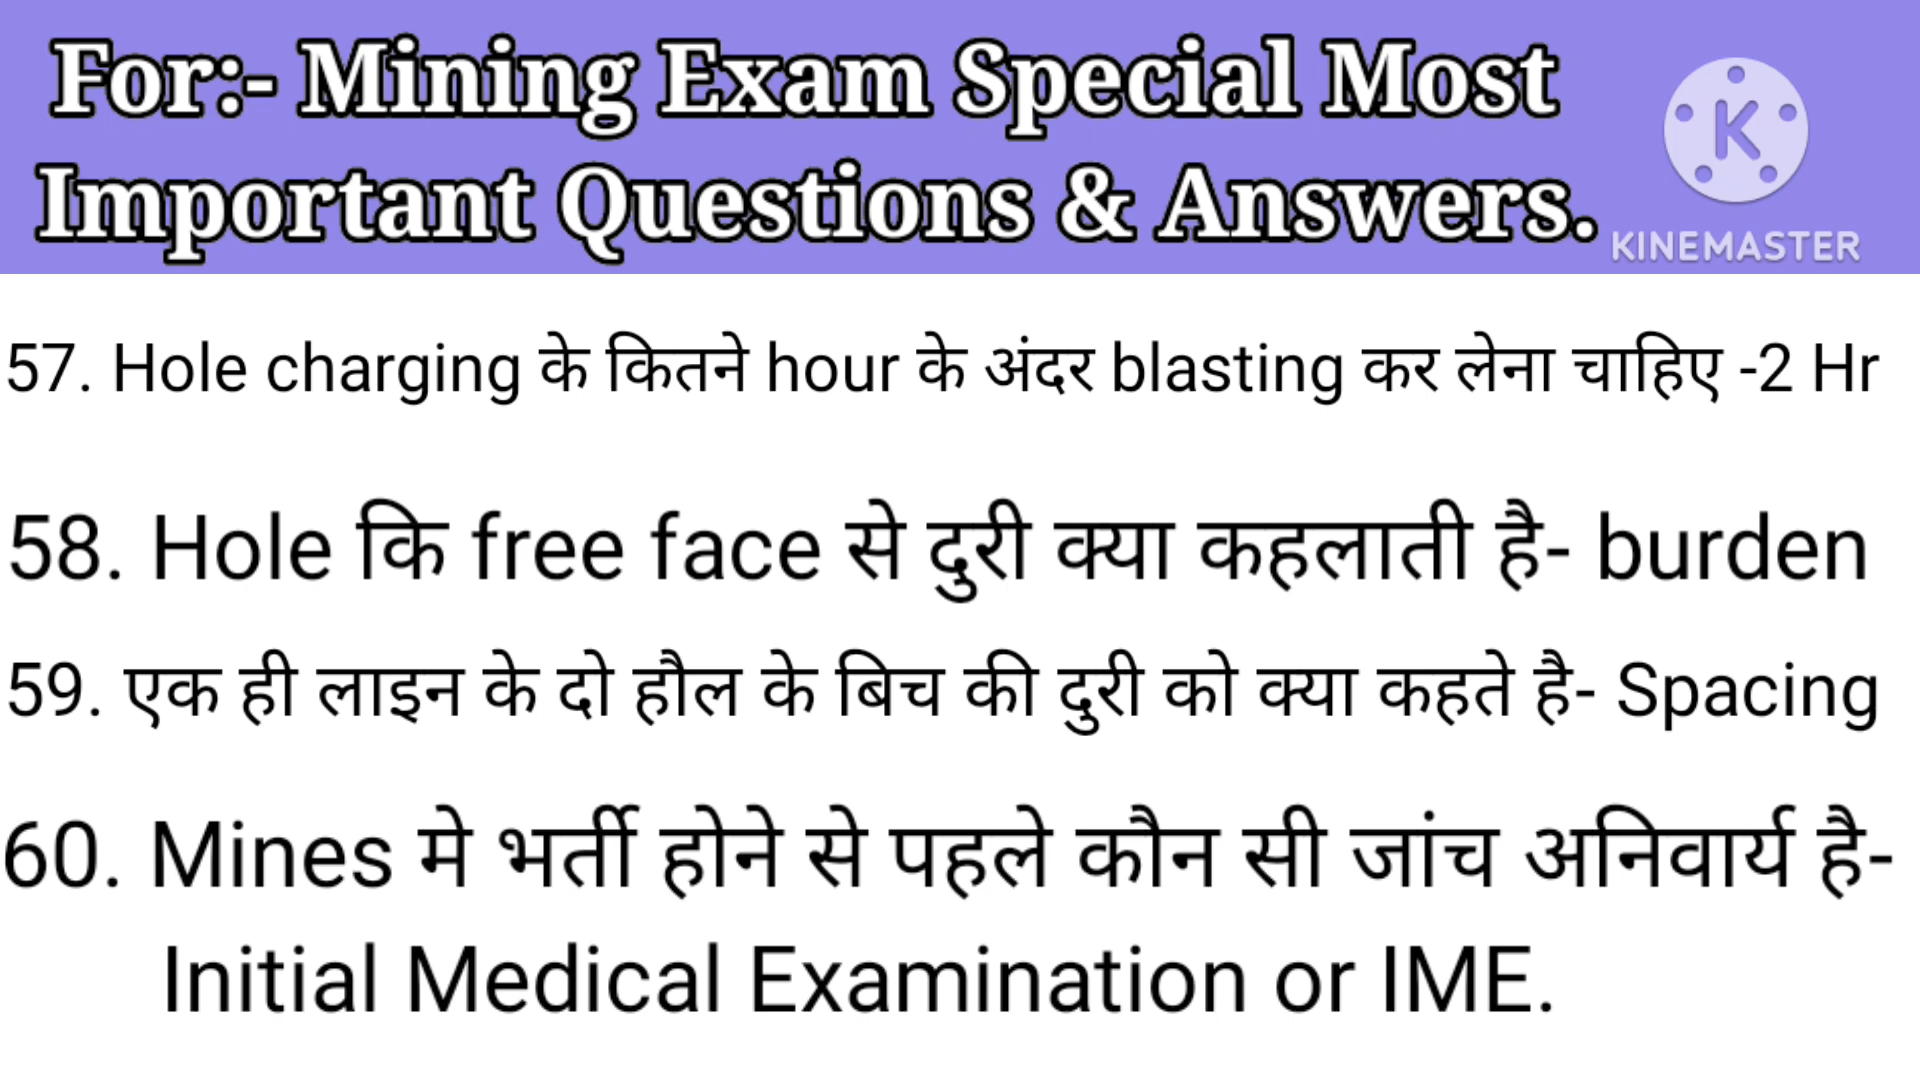 For:- Mining Exam Special Most
Important Questions & Answers.
K
KINEMASTER
57. Hole charging के कितने hour के अंदर blasting कर लेना चाहिए -2 Hr
58. Hole कि free face से दुरी क्या कहलाती है- burden
59. एक ही लाइन के दो हौल के बिच की दुरी को क्या कहते है- Spacing
60. Mines मे भर्ती होने से पहले कौन सी जांच अनिवार्य है-
Initial Medical Examination or IME.